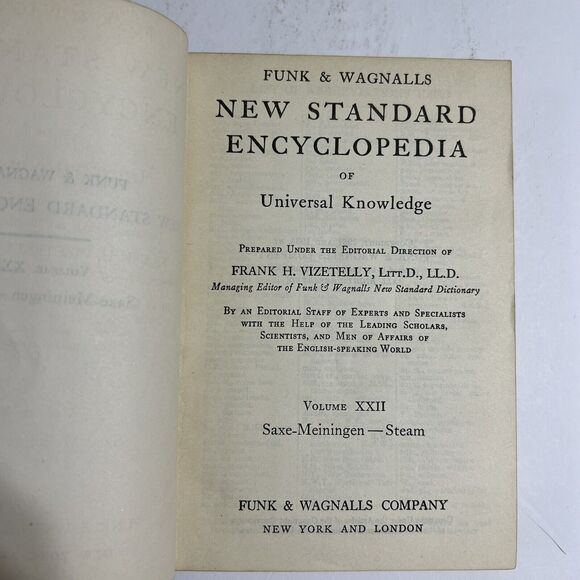 FUNK & WAGNALLS
NEW STANDARD
ENCYCLOPEDIA
OF
Universal Knowledge
PREPARED UNDER THE EDITORIAL DIRECTION OF
FRANK H. VIZETELLY, LITT.D., LL.D.
Managing Editor of Funk & Wagnalls New Standard Dictionary
BY AN EDITORIAL STAFF OF EXPERTS AND SPECIALISTS
WITH THE HELP OF THE LEADING SCHOLARS,
SCIENTISTS, AND MEN OF AFFAIRS OF
THE ENGLISH-SPEAKING WORLD
VOLUME XXII
Saxe-Meiningen—Steam
FUNK & WAGNALLS COMPANY
NEW YORK AND LONDON